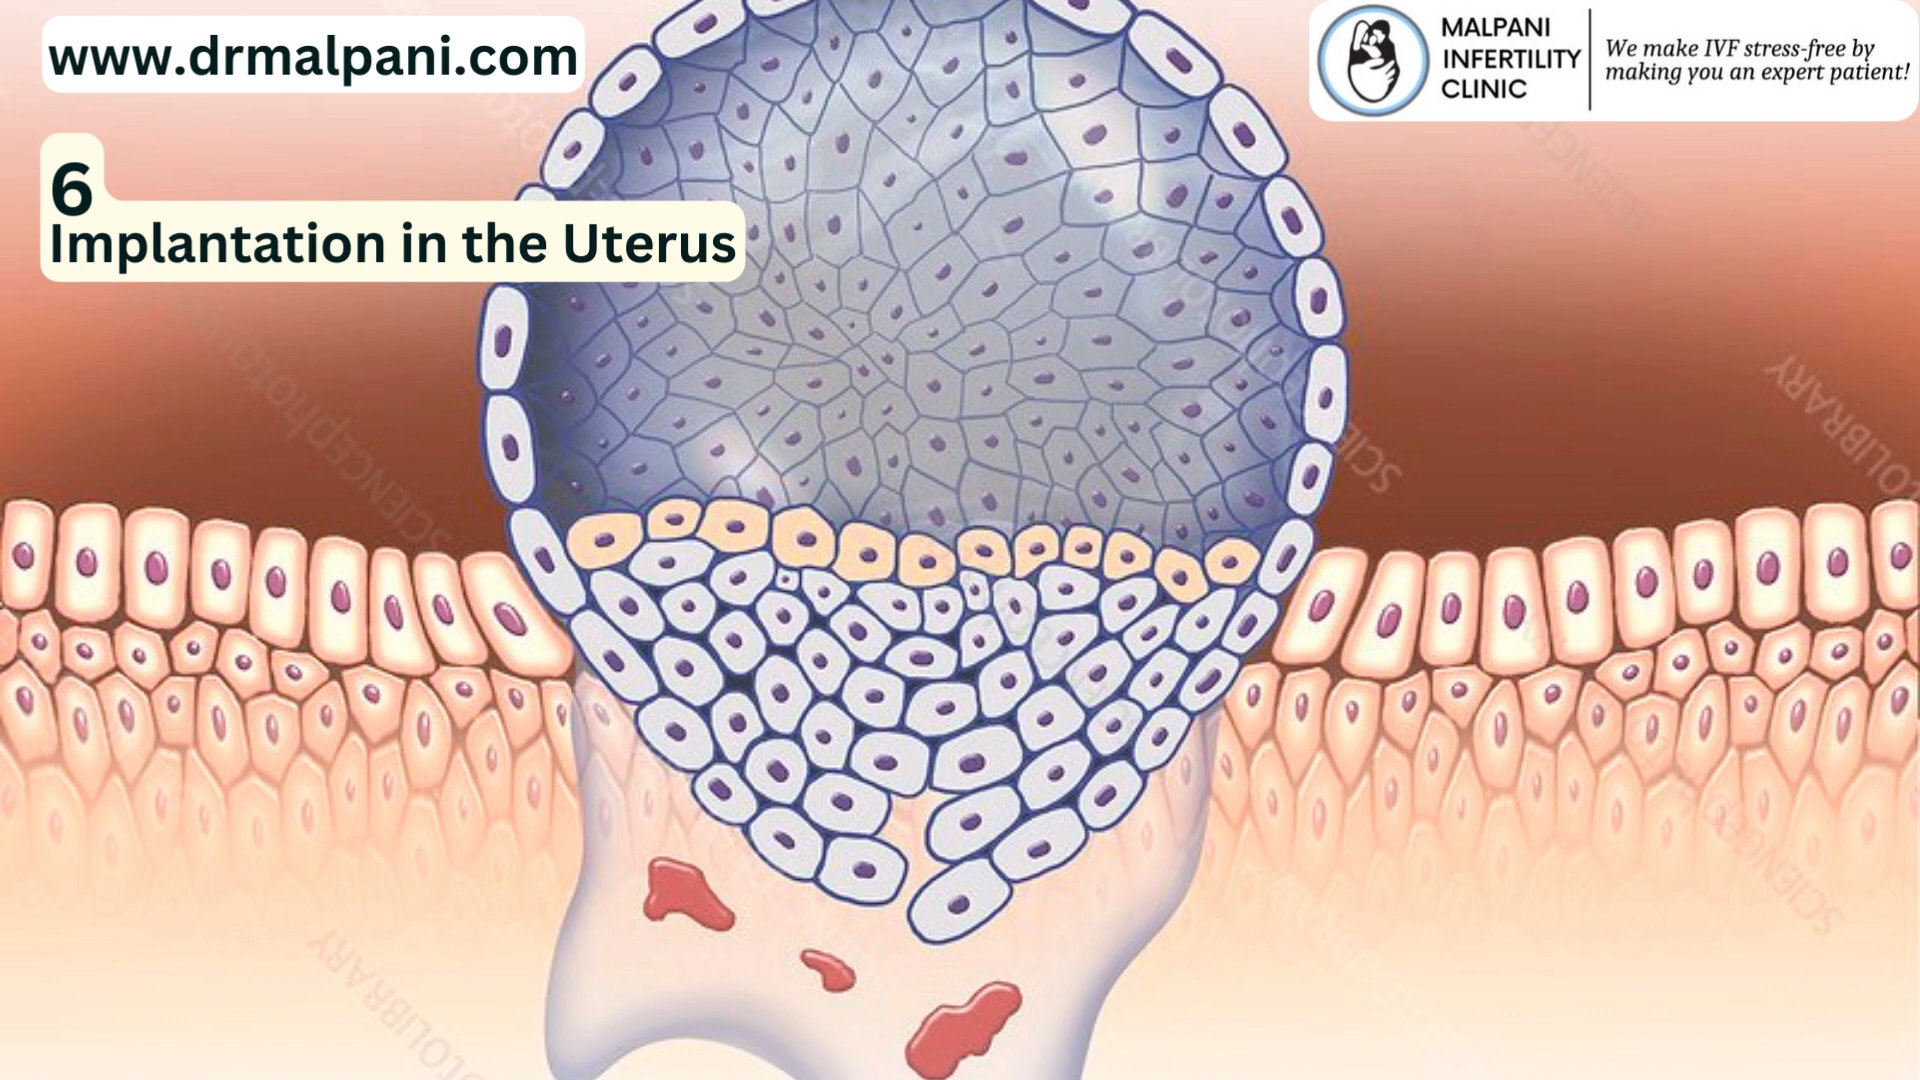 www.drmalpani.com
MALPANI
INFERTILITY
CLINIC
We make IVF stress-free by
making you an expert patient!
6
Implantation in the Uterus
SCIENCEPHOTOLIBRARY